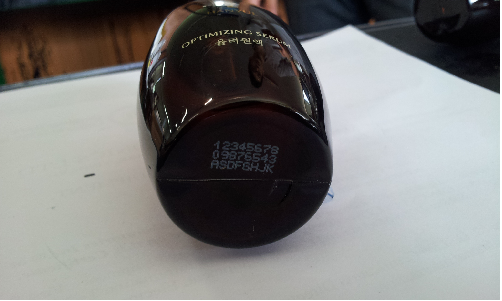 OPTIMIZING SERUM
12345678
09876543
ASDFGHJK